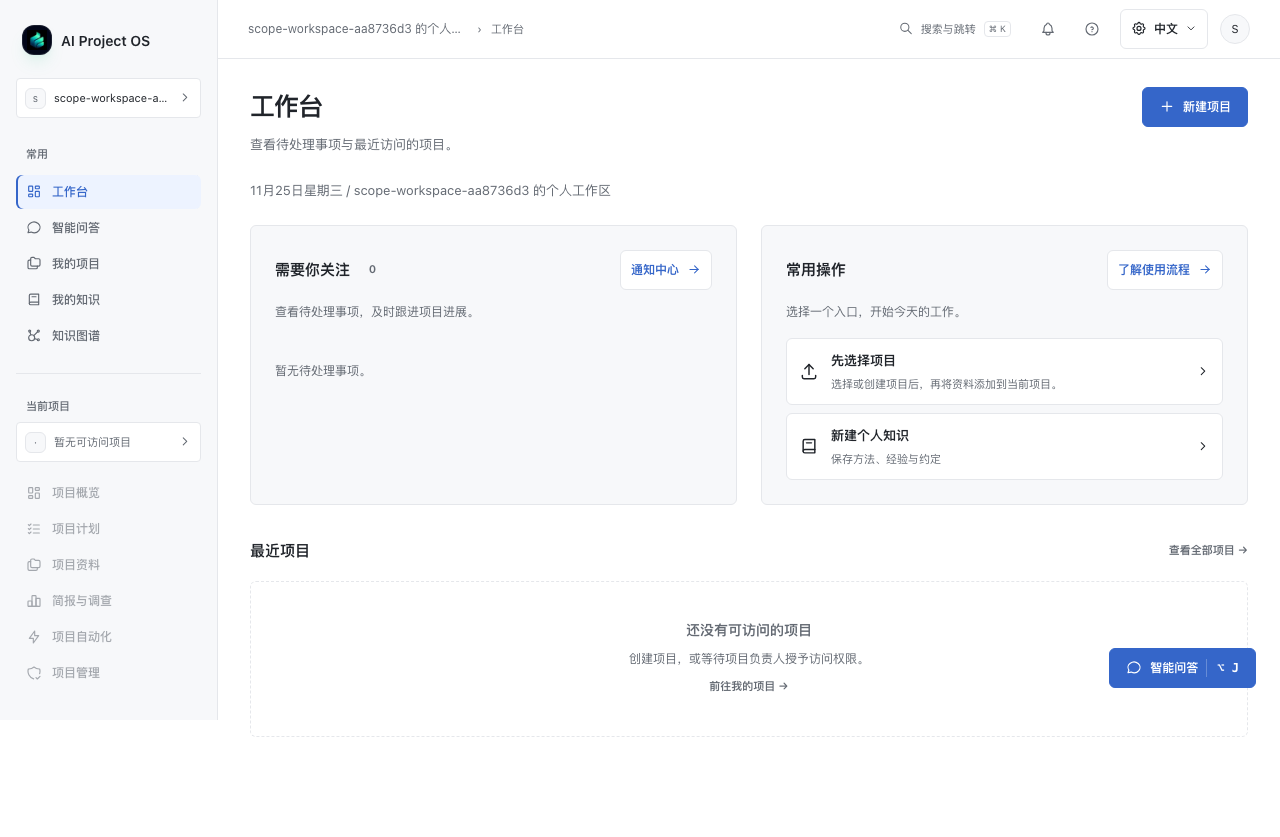 AI Project OS
S
scope-workspace-a...
常用
工作台
智能问答
我的项目
我的知识
知识图谱
当前项目
·
暂无可访问项目
项目概览
项目计划
项目资料
简报与调查
项目自动化
项目管理
scope-workspace-aa8736d3 的个人... › 工作台
搜索与跳转 ⌘ K
中文
S
工作台
新建项目
查看待处理事项与最近访问的项目。
11月25日星期三 / scope-workspace-aa8736d3 的个人工作区
需要你关注 0
通知中心 →
查看待处理事项，及时跟进项目进展。
暂无待处理事项。
常用操作
了解使用流程 →
选择一个入口，开始今天的工作。
先选择项目
选择或创建项目后，再将资料添加到当前项目。
新建个人知识
保存方法、经验与约定
最近项目
查看全部项目 →
还没有可访问的项目
创建项目，或等待项目负责人授予访问权限。
前往我的项目 →
智能问答 ⌥ J